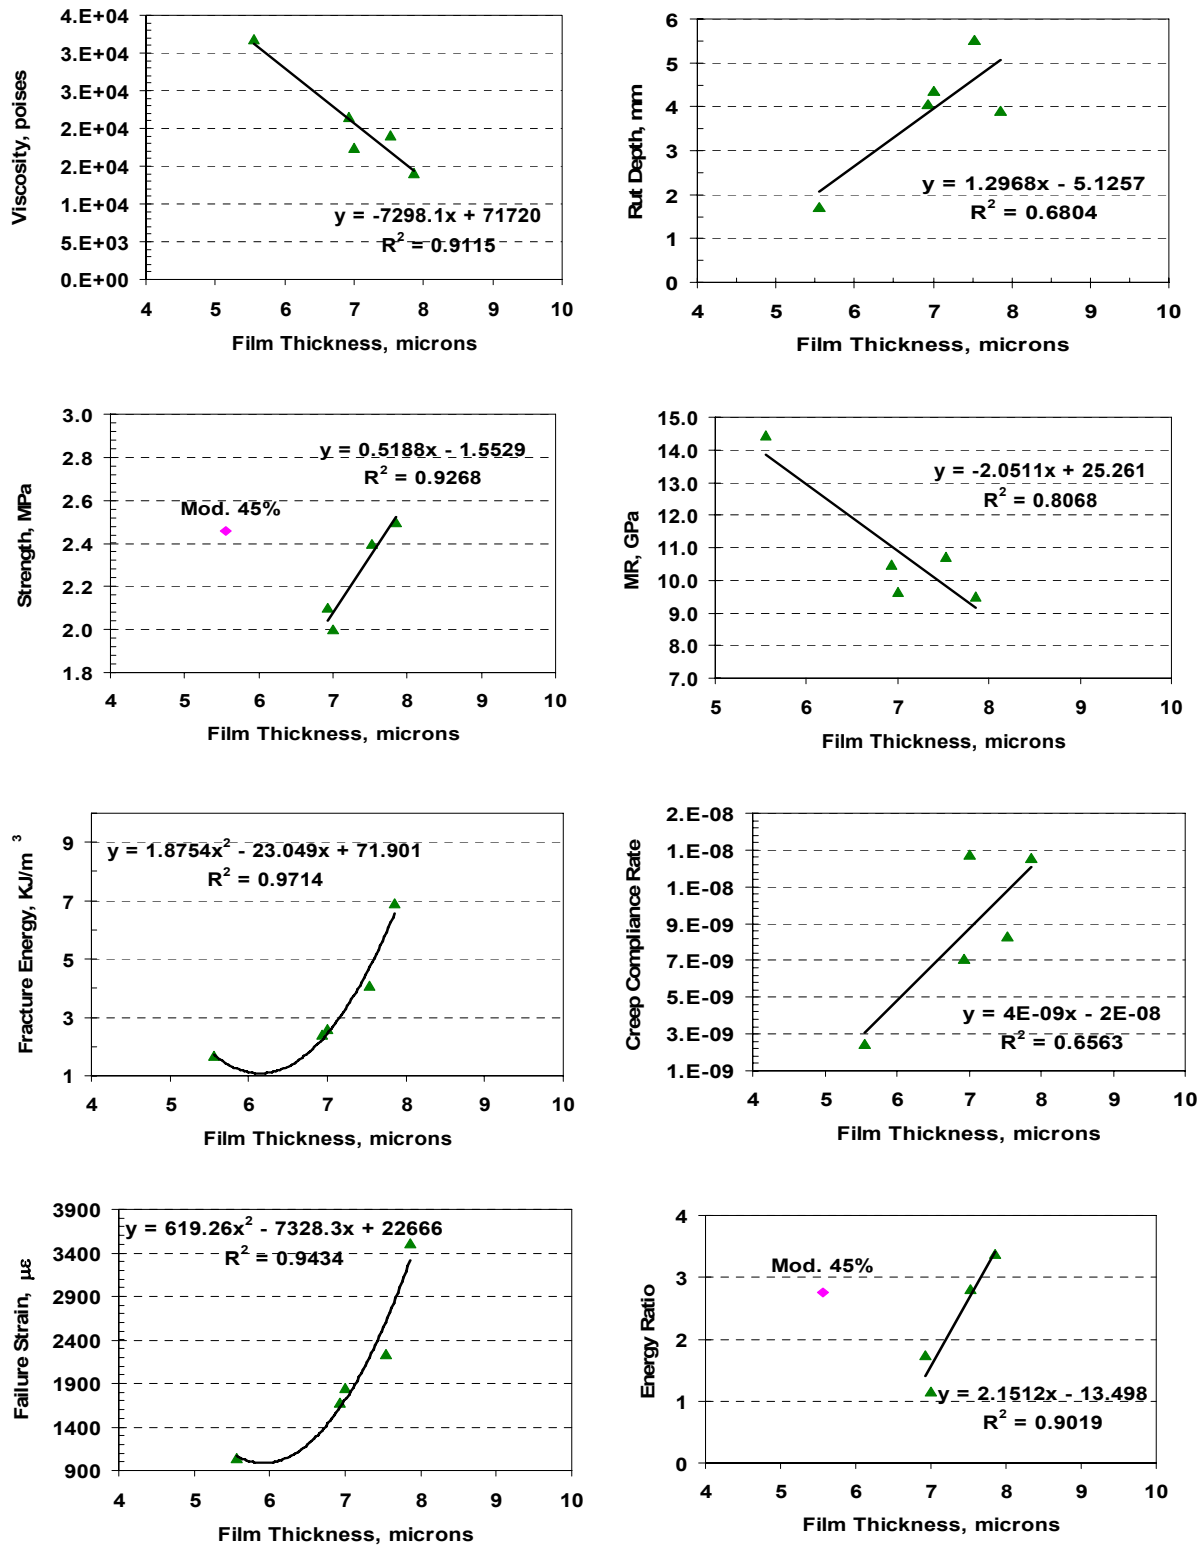 4.E+04
3.E+04
3.E+04
2.E+04
2.E+04
1.E+04
5.E+03
0.E+00
Viscosity, poises
y = -7298.1x + 71720
R² = 0.9115
4 5 6 7 8 9 10
Film Thickness, microns
6
5
4
3
2
1
0
Rut Depth, mm
y = 1.2968x - 5.1257
R² = 0.6804
4 5 6 7 8 9 10
Film Thickness, microns
3.0
2.8
2.6
2.4
2.2
2.0
1.8
Strength, MPa
y = 0.5188x - 1.5529
R² = 0.9268
Mod. 45%
4 5 6 7 8 9 10
Film Thickness, microns
15.0
14.0
13.0
12.0
11.0
10.0
9.0
8.0
7.0
MR, GPa
y = -2.0511x + 25.261
R² = 0.8068
5 6 7 8 9 10
Film Thickness, microns
9
7
5
3
1
Fracture Energy, KJ/m³
y = 1.8754x² - 23.049x + 71.901
R² = 0.9714
4 5 6 7 8 9 10
Film Thickness, microns
2.E-08
1.E-08
1.E-08
9.E-09
7.E-09
5.E-09
3.E-09
1.E-09
Creep Compliance Rate
y = 4E-09x - 2E-08
R² = 0.6563
4 5 6 7 8 9 10
Film Thickness, microns
3900
3400
2900
2400
1900
1400
900
Failure Strain, με
y = 619.26x² - 7328.3x + 22666
R² = 0.9434
4 5 6 7 8 9 10
Film Thickness, microns
4
3
2
1
0
Energy Ratio
Mod. 45%
y = 2.1512x - 13.498
R² = 0.9019
4 5 6 7 8 9 10
Film Thickness, microns